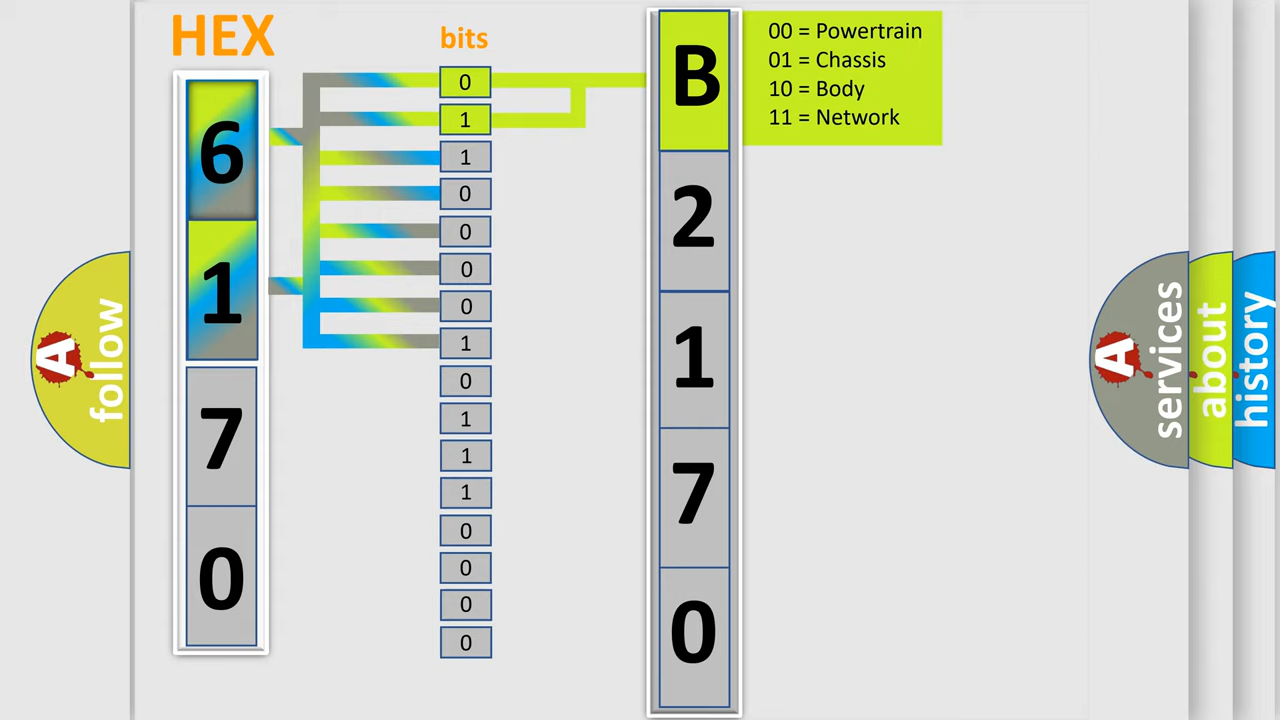 HEX
bits
6
1
7
0
0
1
1
0
0
0
0
1
0
1
1
1
0
0
0
0
B
2
1
7
0
00 = Powertrain
01 = Chassis
10 = Body
11 = Network
A
follow
A
services
about
history